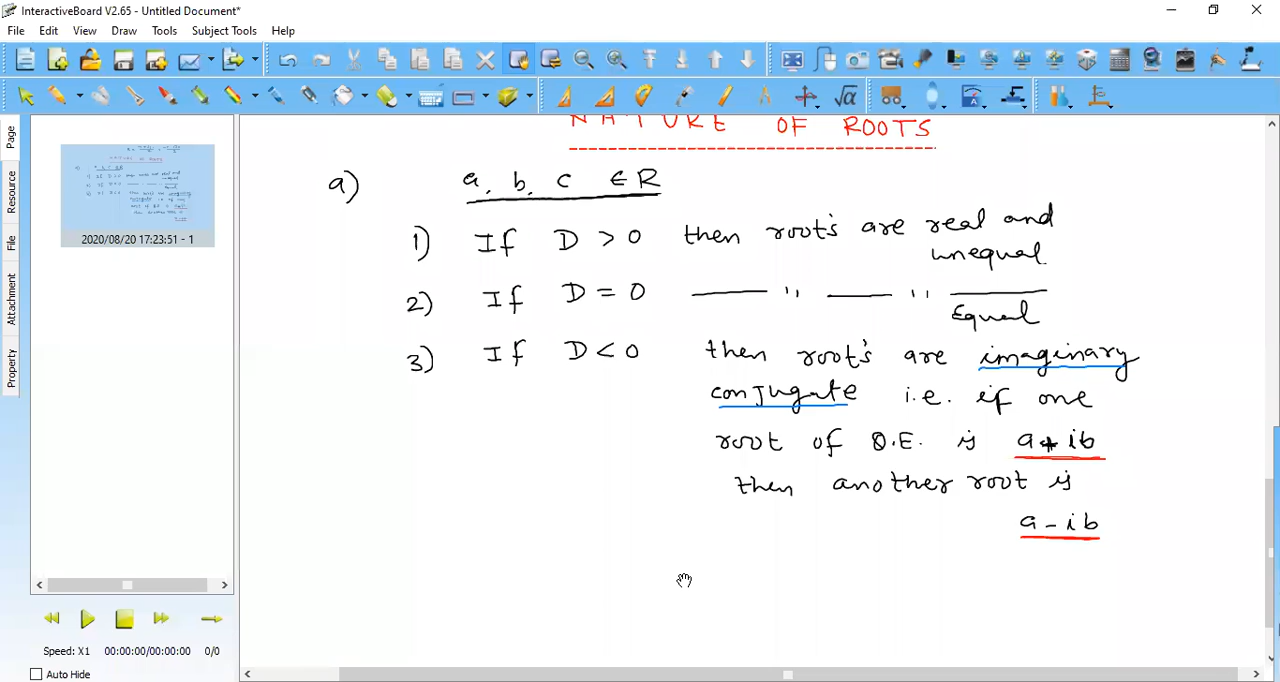 InteractiveBoard V2.65 - Untitled Document*
File Edit View Draw Tools Subject Tools Help
Page
Resource
File
Attachment
Property
2020/08/20 17:23:51 - 1
Speed: X1 00:00:00/00:00:00 0/0
Auto Hide
NATURE OF ROOTS
a) a, b, c ∈ R
1) If D > 0 then root's are real and
unequal
2) If D = 0 —— " —— " ——
Equal
3) If D < 0 then root's are imaginary
conjugate i.e. if one
root of Q.E. is a + ib
then another root is
a - ib